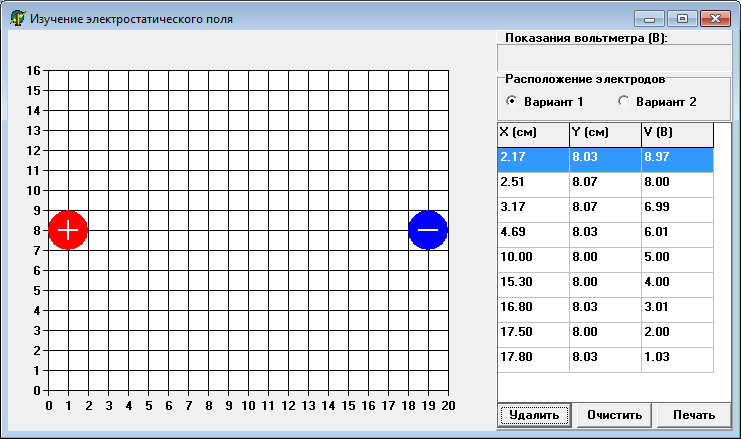 Изучение электростатического поля
Показания вольтметра (В):
Расположение электродов
Вариант 1 Вариант 2
X (см) Y (см) V (В)
2.17 8.03 8.97
2.51 8.07 8.00
3.17 8.07 6.99
4.69 8.03 6.01
10.00 8.00 5.00
15.30 8.00 4.00
16.80 8.03 3.01
17.50 8.00 2.00
17.80 8.03 1.03
16
15
14
13
12
11
10
9
8
7
6
5
4
3
2
1
0
0 1 2 3 4 5 6 7 8 9 10 11 12 13 14 15 16 17 18 19 20
+ −
Удалить Очистить Печать